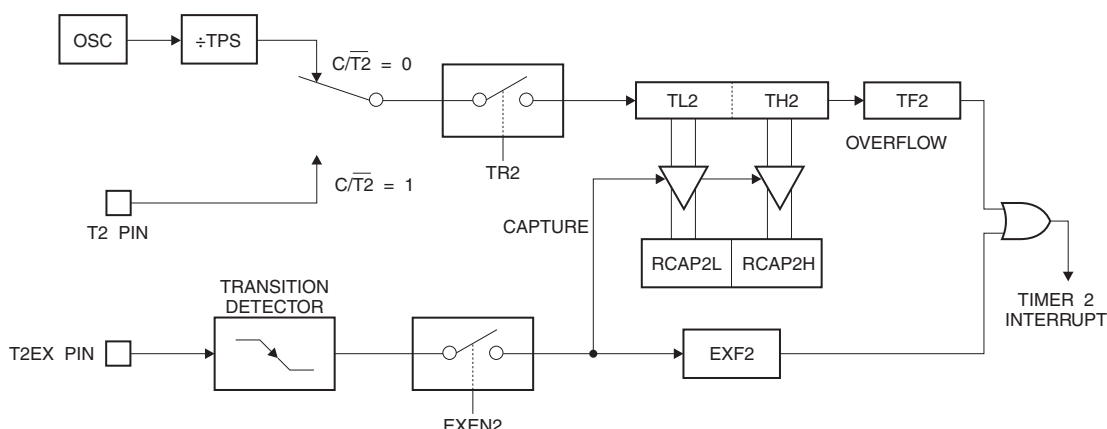 OSC
÷TPS
C/T2 = 0
TL2
TH2
TF2
OVERFLOW
TR2
C/T2 = 1
T2 PIN
CAPTURE
RCAP2L
RCAP2H
TRANSITION
DETECTOR
TIMER 2
INTERRUPT
T2EX PIN
EXF2
EXEN2